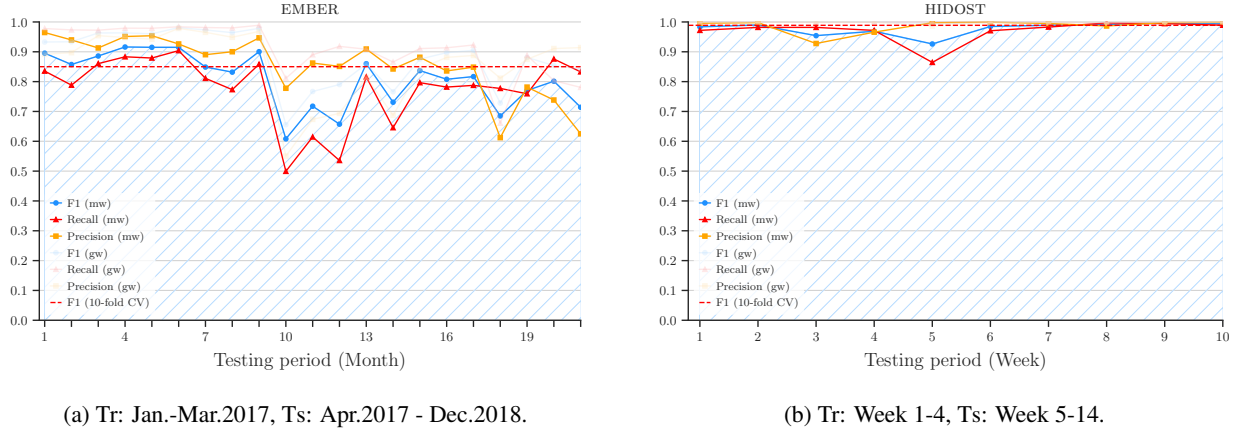 EMBER
1.0
0.9
0.8
0.7
0.6
0.5
0.4
0.3
0.2
0.1
0.0
F1 (mw)
Recall (mw)
Precision (mw)
F1 (gw)
Recall (gw)
Precision (gw)
F1 (10-fold CV)
1 4 7 10 13 16 19
Testing period (Month)
(a) Tr: Jan.-Mar.2017, Ts: Apr.2017 - Dec.2018.
HIDOST
1.0
0.9
0.8
0.7
0.6
0.5
0.4
0.3
0.2
0.1
0.0
F1 (mw)
Recall (mw)
Precision (mw)
F1 (gw)
Recall (gw)
Precision (gw)
F1 (10-fold CV)
1 2 3 4 5 6 7 8 9 10
Testing period (Week)
(b) Tr: Week 1-4, Ts: Week 5-14.